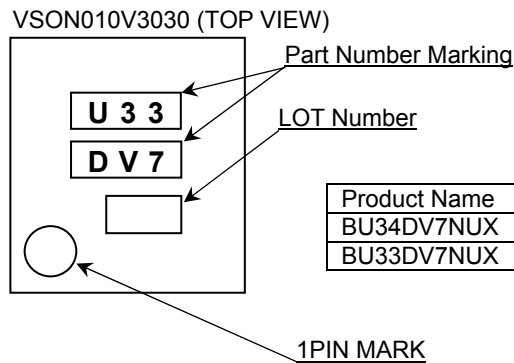 VSON010V3030 (TOP VIEW)
Part Number Marking
U 3 3
LOT Number
D V 7
Product Name
BU34DV7NUX
BU33DV7NUX
1PIN MARK